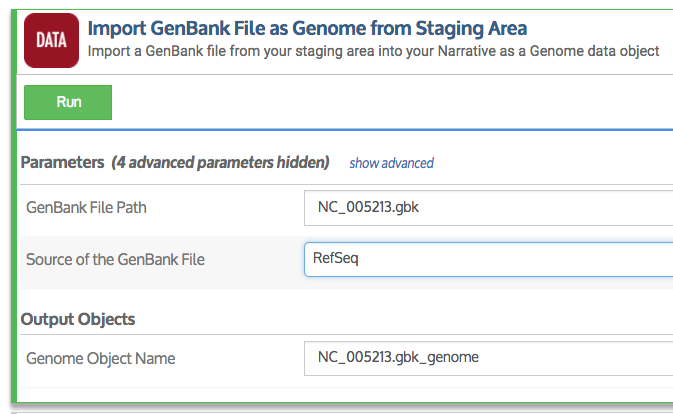 DATA
Import GenBank File as Genome from Staging Area
Import a GenBank file from your staging area into your Narrative as a Genome data object
Run
Parameters (4 advanced parameters hidden) show advanced
GenBank File Path NC_005213.gbk
Source of the GenBank File RefSeq
Output Objects
Genome Object Name NC_005213.gbk_genome